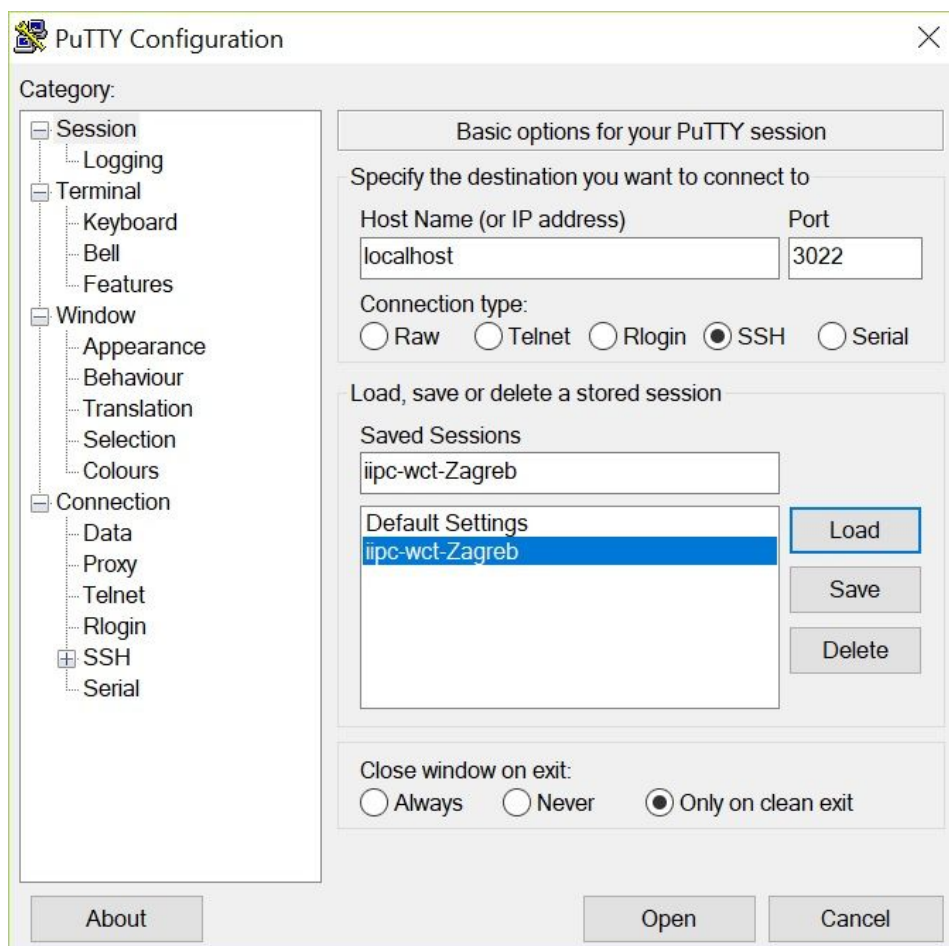 PuTTY Configuration
Category:
Session
Logging
Terminal
Keyboard
Bell
Features
Window
Appearance
Behaviour
Translation
Selection
Colours
Connection
Data
Proxy
Telnet
Rlogin
SSH
Serial
Basic options for your PuTTY session
Specify the destination you want to connect to
Host Name (or IP address) Port
localhost 3022
Connection type:
Raw Telnet Rlogin SSH Serial
Load, save or delete a stored session
Saved Sessions
iipc-wct-Zagreb
Default Settings
iipc-wct-Zagreb
Load
Save
Delete
Close window on exit:
Always Never Only on clean exit
About Open Cancel